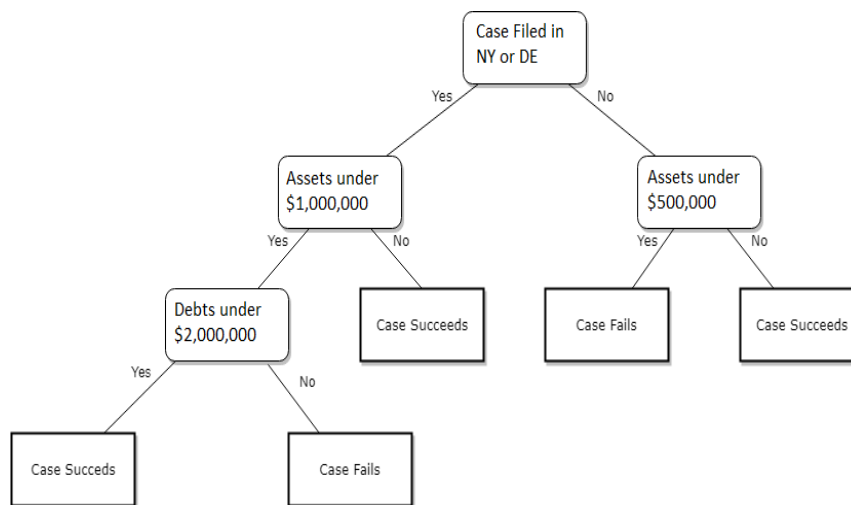 Case Filed in
NY or DE
Yes
No
Assets under
$1,000,000
Assets under
$500,000
Yes
No
Yes
No
Debts under
$2,000,000
Case Succeeds
Case Fails
Case Succeeds
Yes
No
Case Succeds
Case Fails